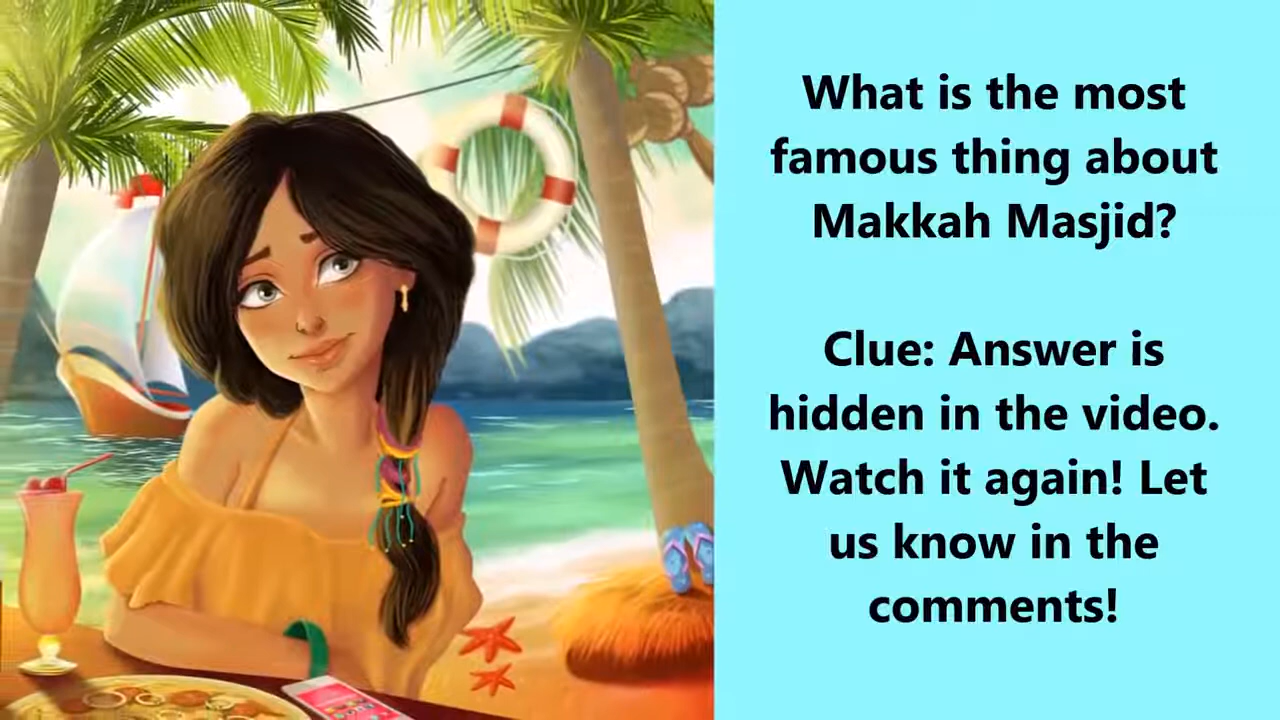 What is the most
famous thing about
Makkah Masjid?
Clue: Answer is
hidden in the video.
Watch it again! Let
us know in the
comments!